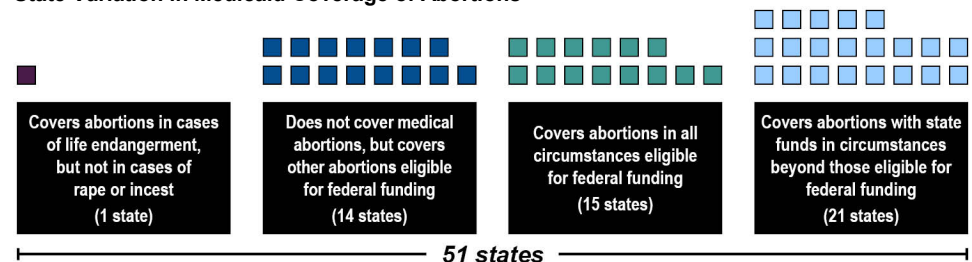 State Variation in Medicaid Coverage of Abortions
Covers abortions in cases
of life endangerment,
but not in cases of
rape or incest
(1 state)
Does not cover medical
abortions, but covers
other abortions eligible
for federal funding
(14 states)
Covers abortions in all
circumstances eligible
for federal funding
(15 states)
Covers abortions with state
funds in circumstances
beyond those eligible for
federal funding
(21 states)
51 states